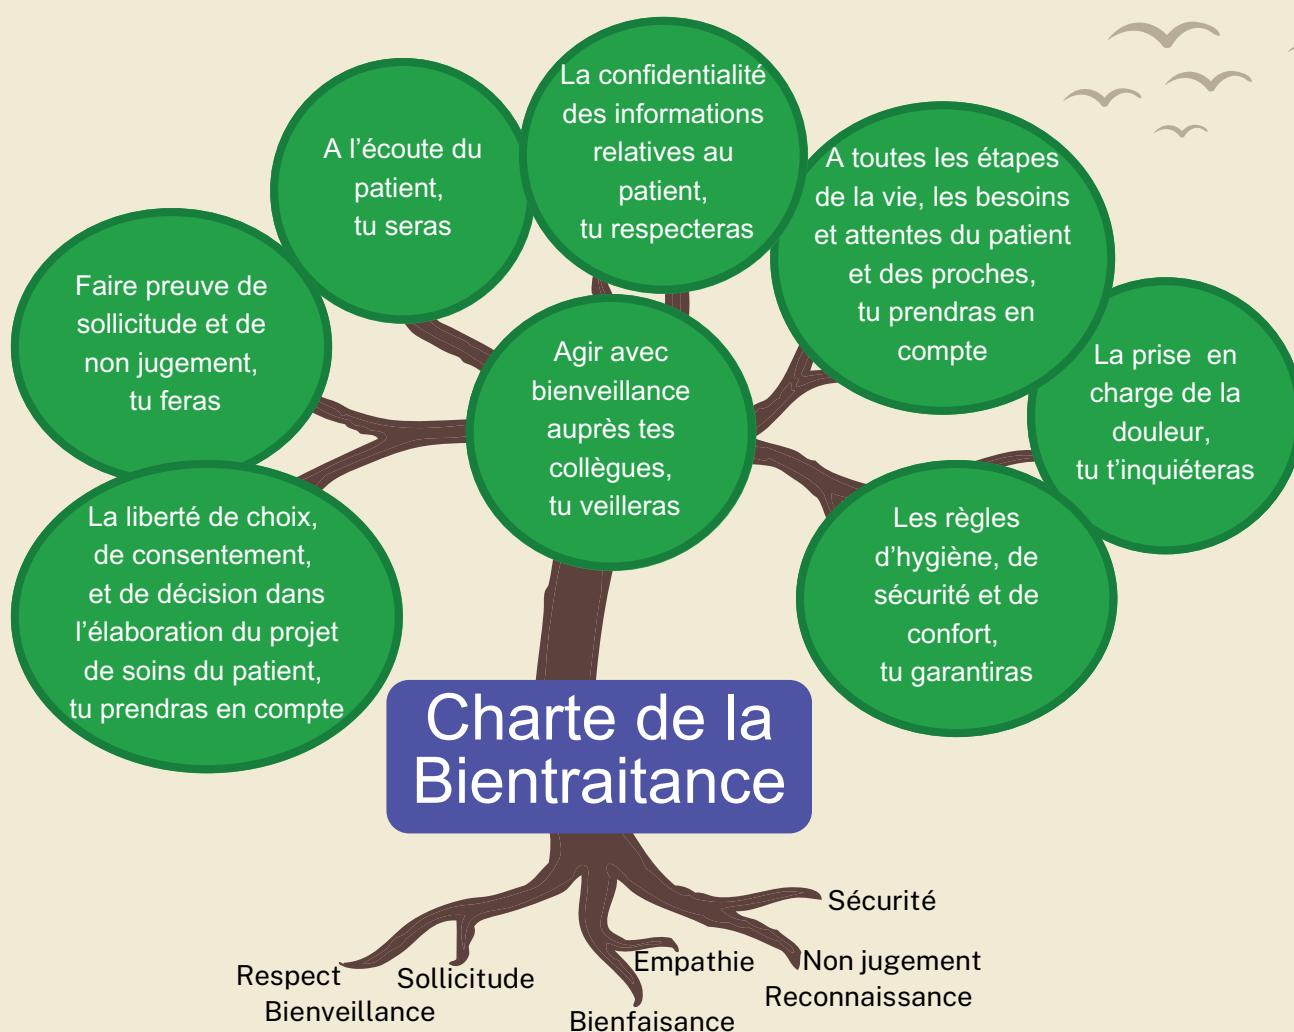 La confidentialité
des informations
relatives au
patient,
tu respecteras
A l’écoute du
patient,
tu seras
A toutes les étapes
de la vie, les besoins
et attentes du patient
et des proches,
tu prendras en
compte
Faire preuve de
sollicitude et de
non jugement,
tu feras
Agir avec
bienveillance
auprès tes
collègues,
tu veilleras
La prise  en
charge de la
douleur,
tu t'inquiéteras
La liberté de choix,
de consentement,
et de décision dans
l’élaboration du projet
de soins du patient,
tu prendras en compte
Les règles
d’hygiène, de
sécurité et de
confort,
tu garantiras
Charte de la
Bientraitance
Respect
Bienveillance
Sollicitude
Bienfaisance
Empathie
Sécurité
Non jugement
Reconnaissance